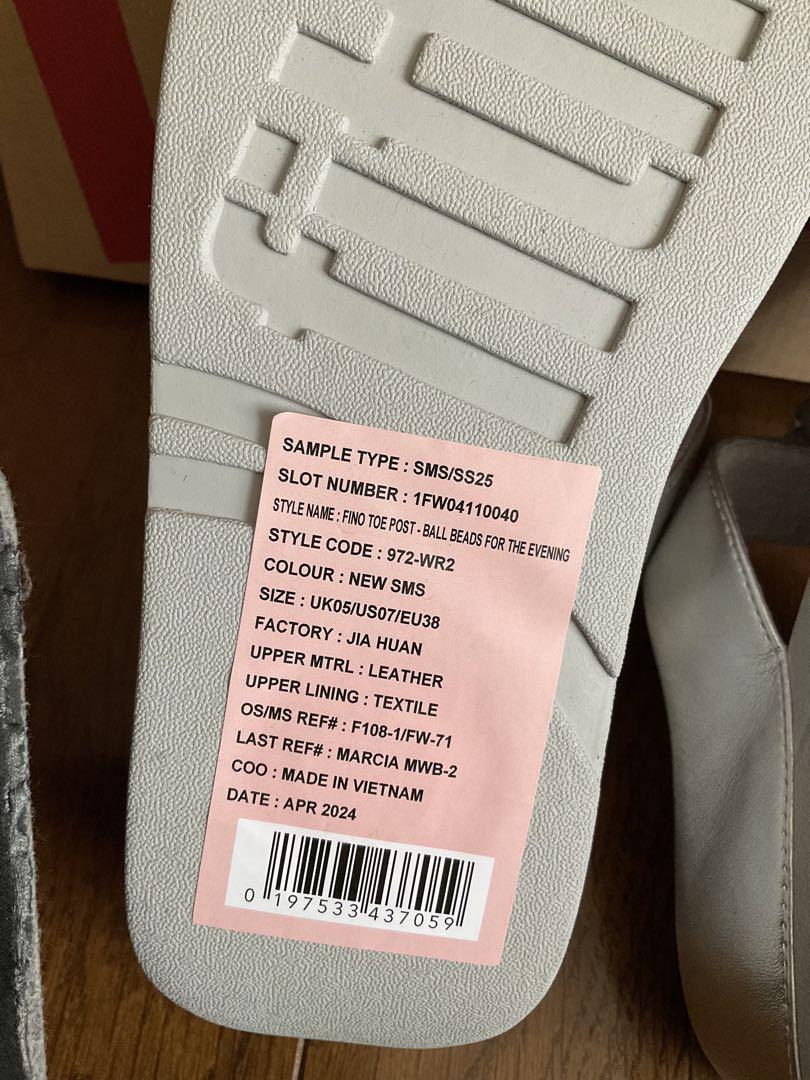 SAMPLE TYPE : SMS/SS25
SLOT NUMBER : 1FW04110040
STYLE NAME : FINO TOE POST - BALL BEADS FOR THE EVENING
STYLE CODE : 972-WR2
COLOUR : NEW SMS
SIZE : UK05/US07/EU38
FACTORY : JIA HUAN
UPPER MTRL : LEATHER
UPPER LINING : TEXTILE
OS/MS REF# : F108-1/FW-71
LAST REF# : MARCIA MWB-2
COO : MADE IN VIETNAM
DATE : APR 2024
0 197533 437059